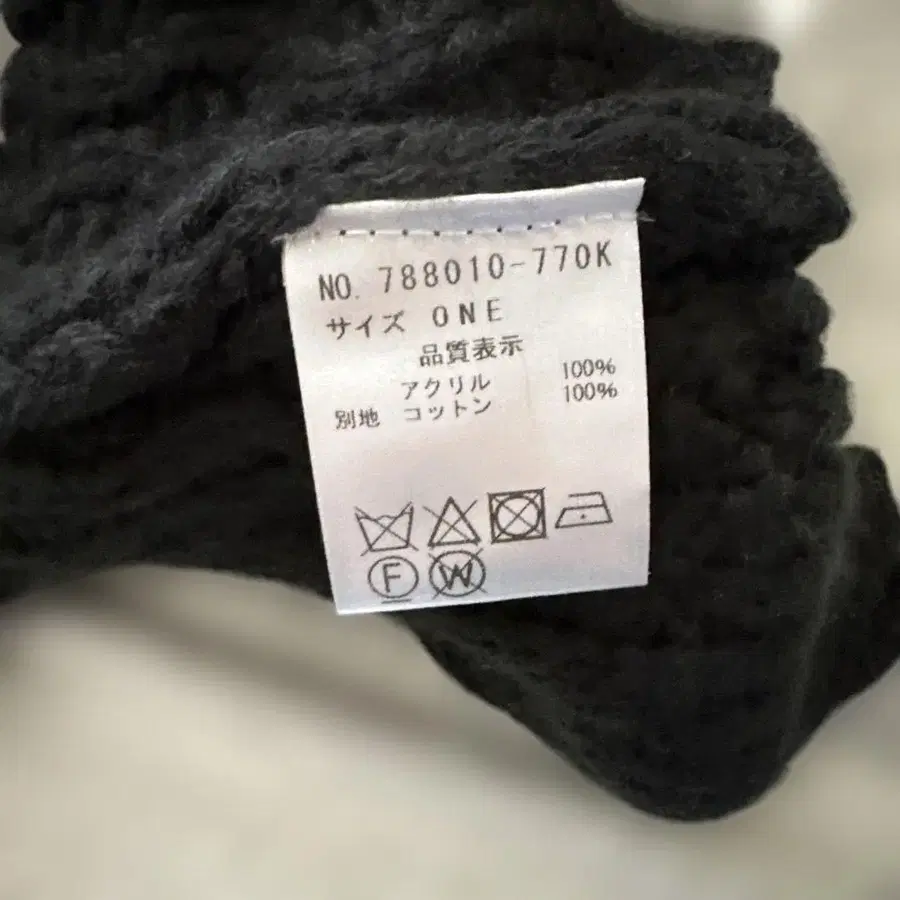 NO. 788010-770K
サイズ ONE
品質表示
アクリル 100%
別地 コットン 100%
F W